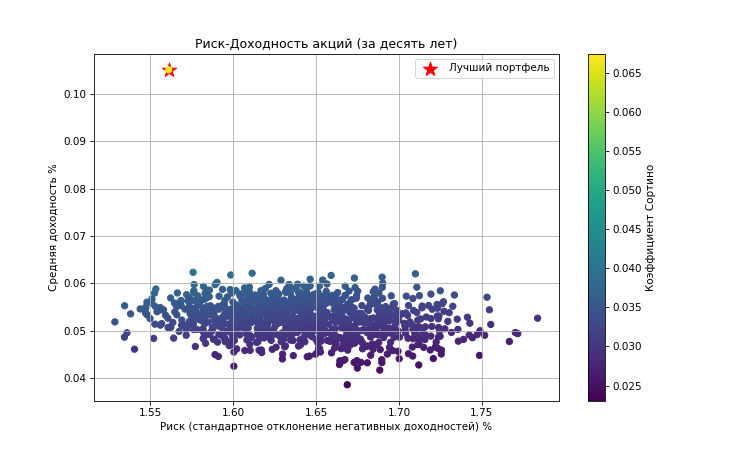 Риск-Доходность акций (за десять лет)
Лучший портфель
Средняя доходность %
0.10
0.09
0.08
0.07
0.06
0.05
0.04
1.55 1.60 1.65 1.70 1.75
Риск (стандартное отклонение негативных доходностей) %
0.065
0.060
0.055
0.050
0.045
0.040
0.035
0.030
0.025
Коэффициент Сортино